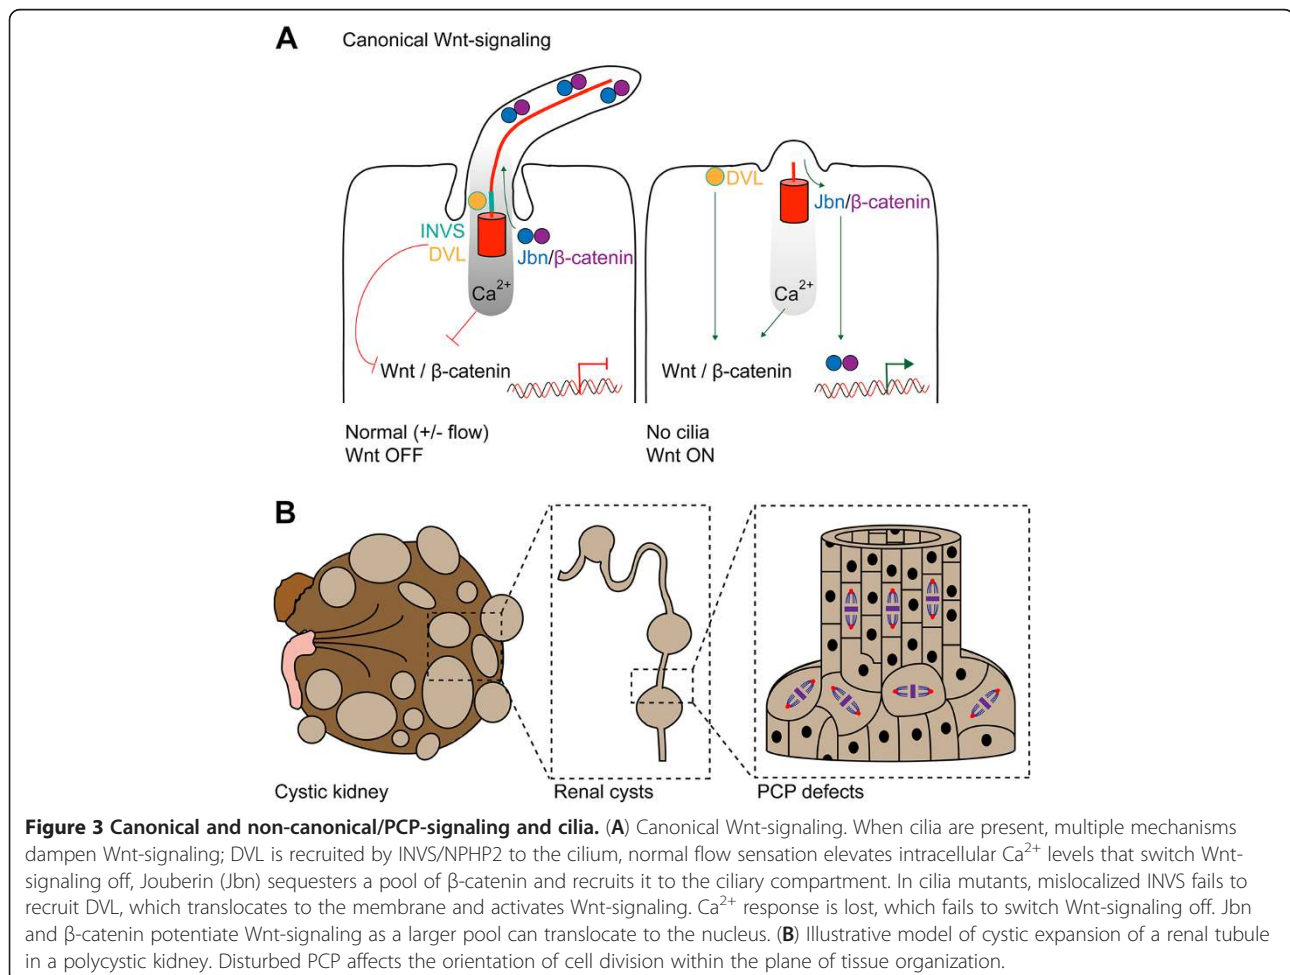 A Canonical Wnt-signaling
INVS
DVL
Jbn/β-catenin
Ca²⁺
Wnt / β-catenin
Normal (+/- flow)
Wnt OFF
DVL
Jbn/β-catenin
Ca²⁺
Wnt / β-catenin
No cilia
Wnt ON
B
Cystic kidney
Renal cysts
PCP defects
Figure 3 Canonical and non-canonical/PCP-signaling and cilia. (A) Canonical Wnt-signaling. When cilia are present, multiple mechanisms
dampen Wnt-signaling; DVL is recruited by INVS/NPHP2 to the cilium, normal flow sensation elevates intracellular Ca²⁺ levels that switch Wnt-
signaling off, Jouberin (Jbn) sequesters a pool of β-catenin and recruits it to the ciliary compartment. In cilia mutants, mislocalized INVS fails to
recruit DVL, which translocates to the membrane and activates Wnt-signaling. Ca²⁺ response is lost, which fails to switch Wnt-signaling off. Jbn
and β-catenin potentiate Wnt-signaling as a larger pool can translocate to the nucleus. (B) Illustrative model of cystic expansion of a renal tubule
in a polycystic kidney. Disturbed PCP affects the orientation of cell division within the plane of tissue organization.